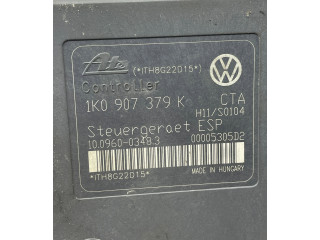 Ate (*ITH8G22015*)
Controller
1K0 907 379 K CTA
H11/S0104
Steuergeraet ESP
10.0960-0348.3 00005305D2
*ITH8G22015* MADE IN HUNGARY